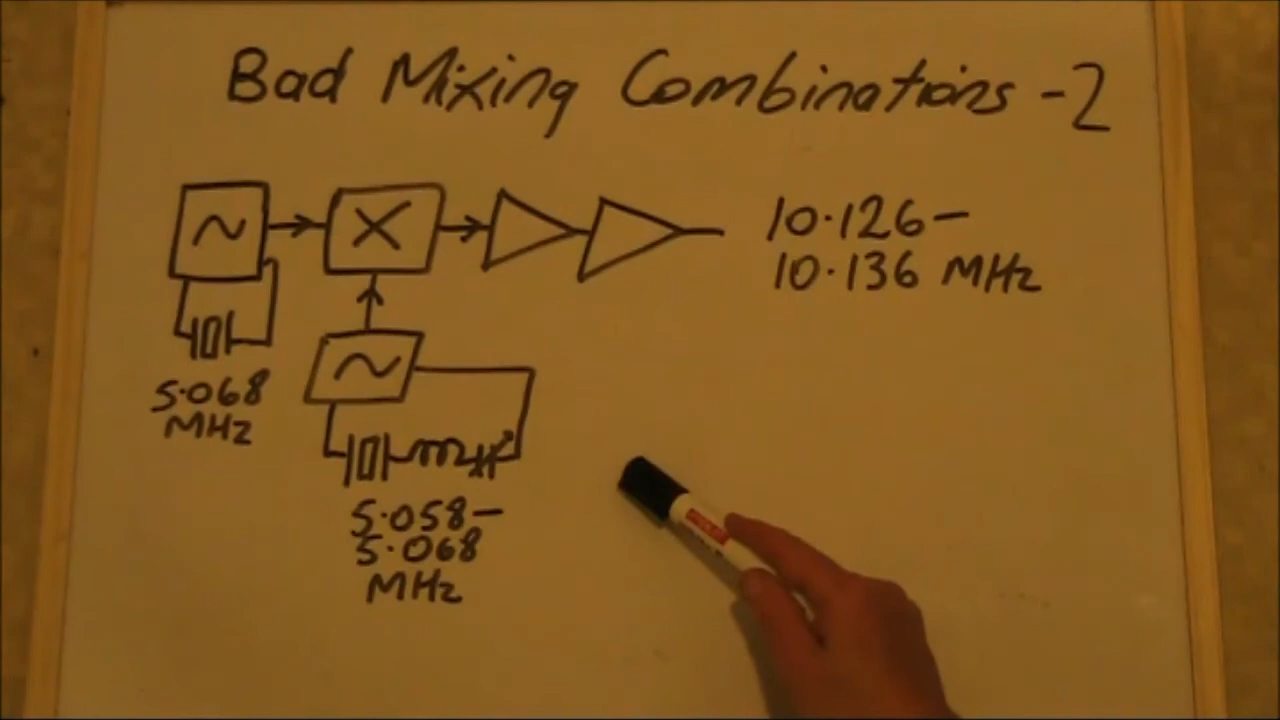 Bad Mixing Combinations -2
10.126-
10.136 MHz
5.068
MHz
5.058-
5.068
MHz